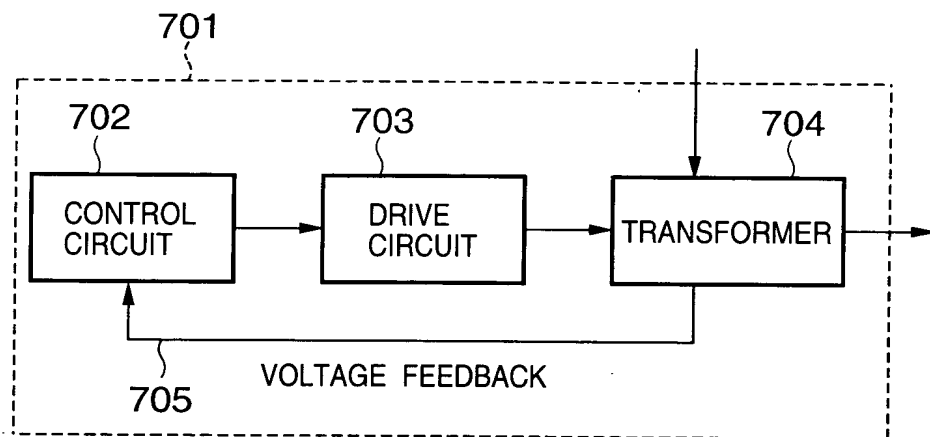 701
702
703
704
CONTROL
CIRCUIT
DRIVE
CIRCUIT
TRANSFORMER
705
VOLTAGE FEEDBACK